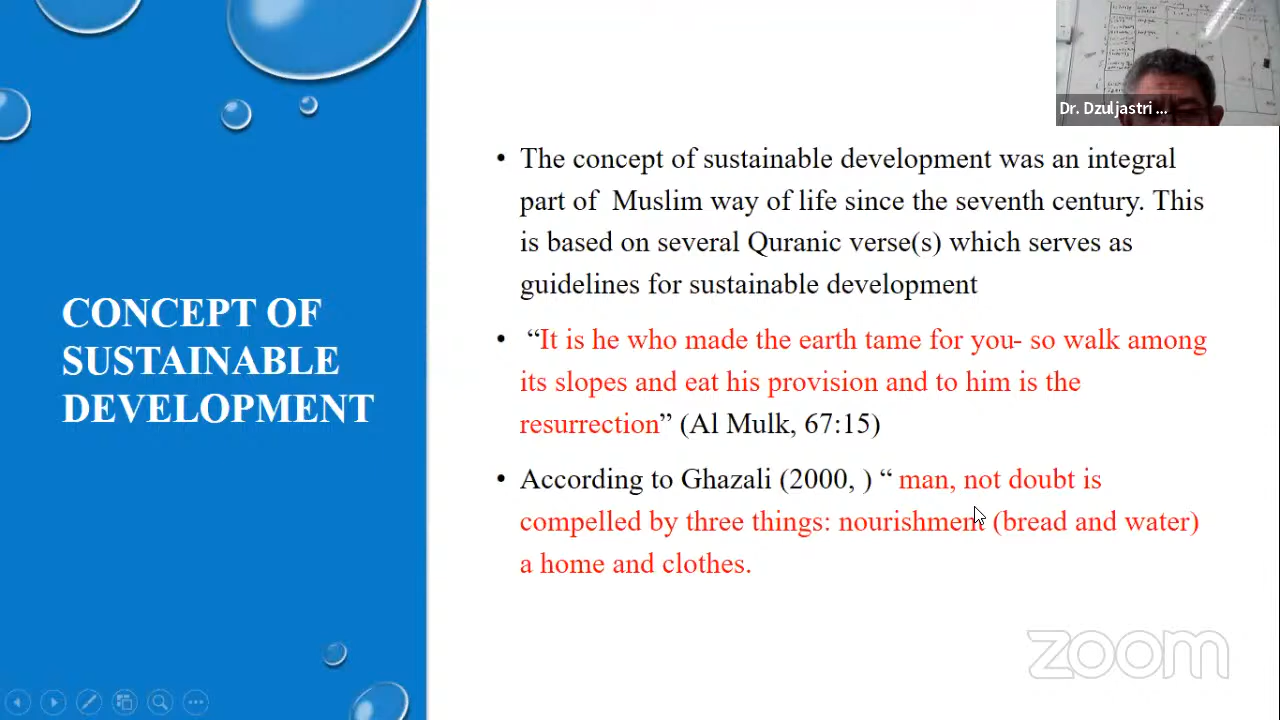 Dr. Dzuljastri ...
CONCEPT OF
SUSTAINABLE
DEVELOPMENT
• The concept of sustainable development was an integral
part of Muslim way of life since the seventh century. This
is based on several Quranic verse(s) which serves as
guidelines for sustainable development
• “It is he who made the earth tame for you- so walk among
its slopes and eat his provision and to him is the
resurrection” (Al Mulk, 67:15)
• According to Ghazali (2000, ) “ man, not doubt is
compelled by three things: nourishment (bread and water)
a home and clothes.
zoom